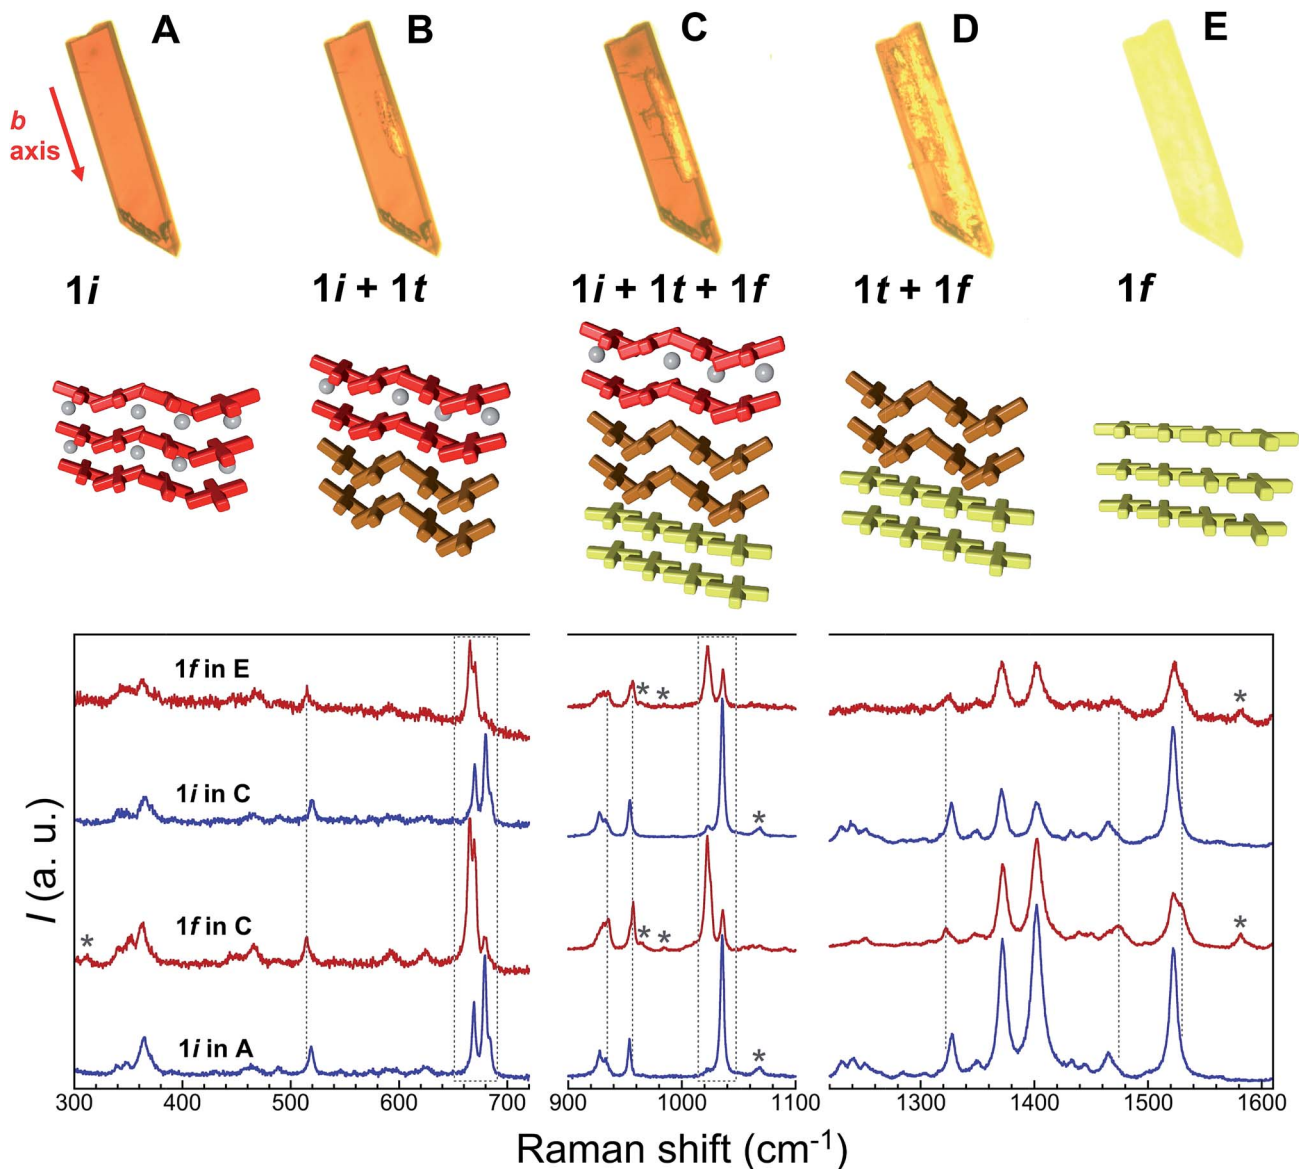 A B C D E
b
axis
1i 1i + 1t 1i + 1t + 1f 1t + 1f 1f
1f in E
* * *
*
1i in C
*
1f in C
* * * *
1i in A
*
I (a. u.)
300 400 500 600 700 900 1000 1100 1300 1400 1500 1600
Raman shift (cm-1)